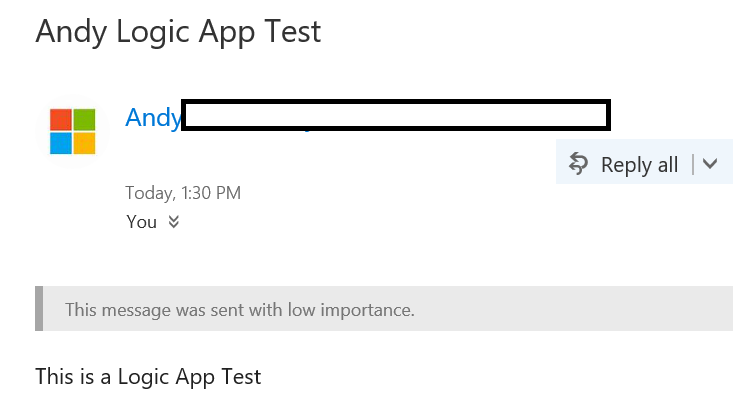 Andy Logic App Test
Andy
Reply all
Today, 1:30 PM
You
This message was sent with low importance.
This is a Logic App Test